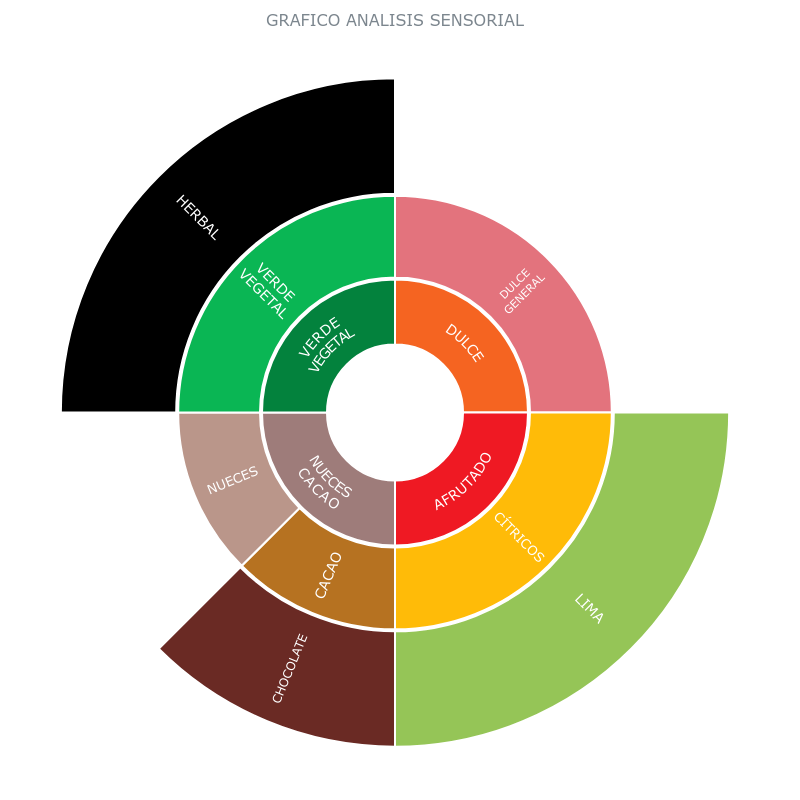 GRAFICO ANALISIS SENSORIAL
HERBAL
VERDE
VEGETAL
DULCE
GENERAL
VERDE
VEGETAL
DULCE
NUECES
NUECES
CACAO
AFRUTADO
CÍTRICOS
CACAO
LIMA
CHOCOLATE